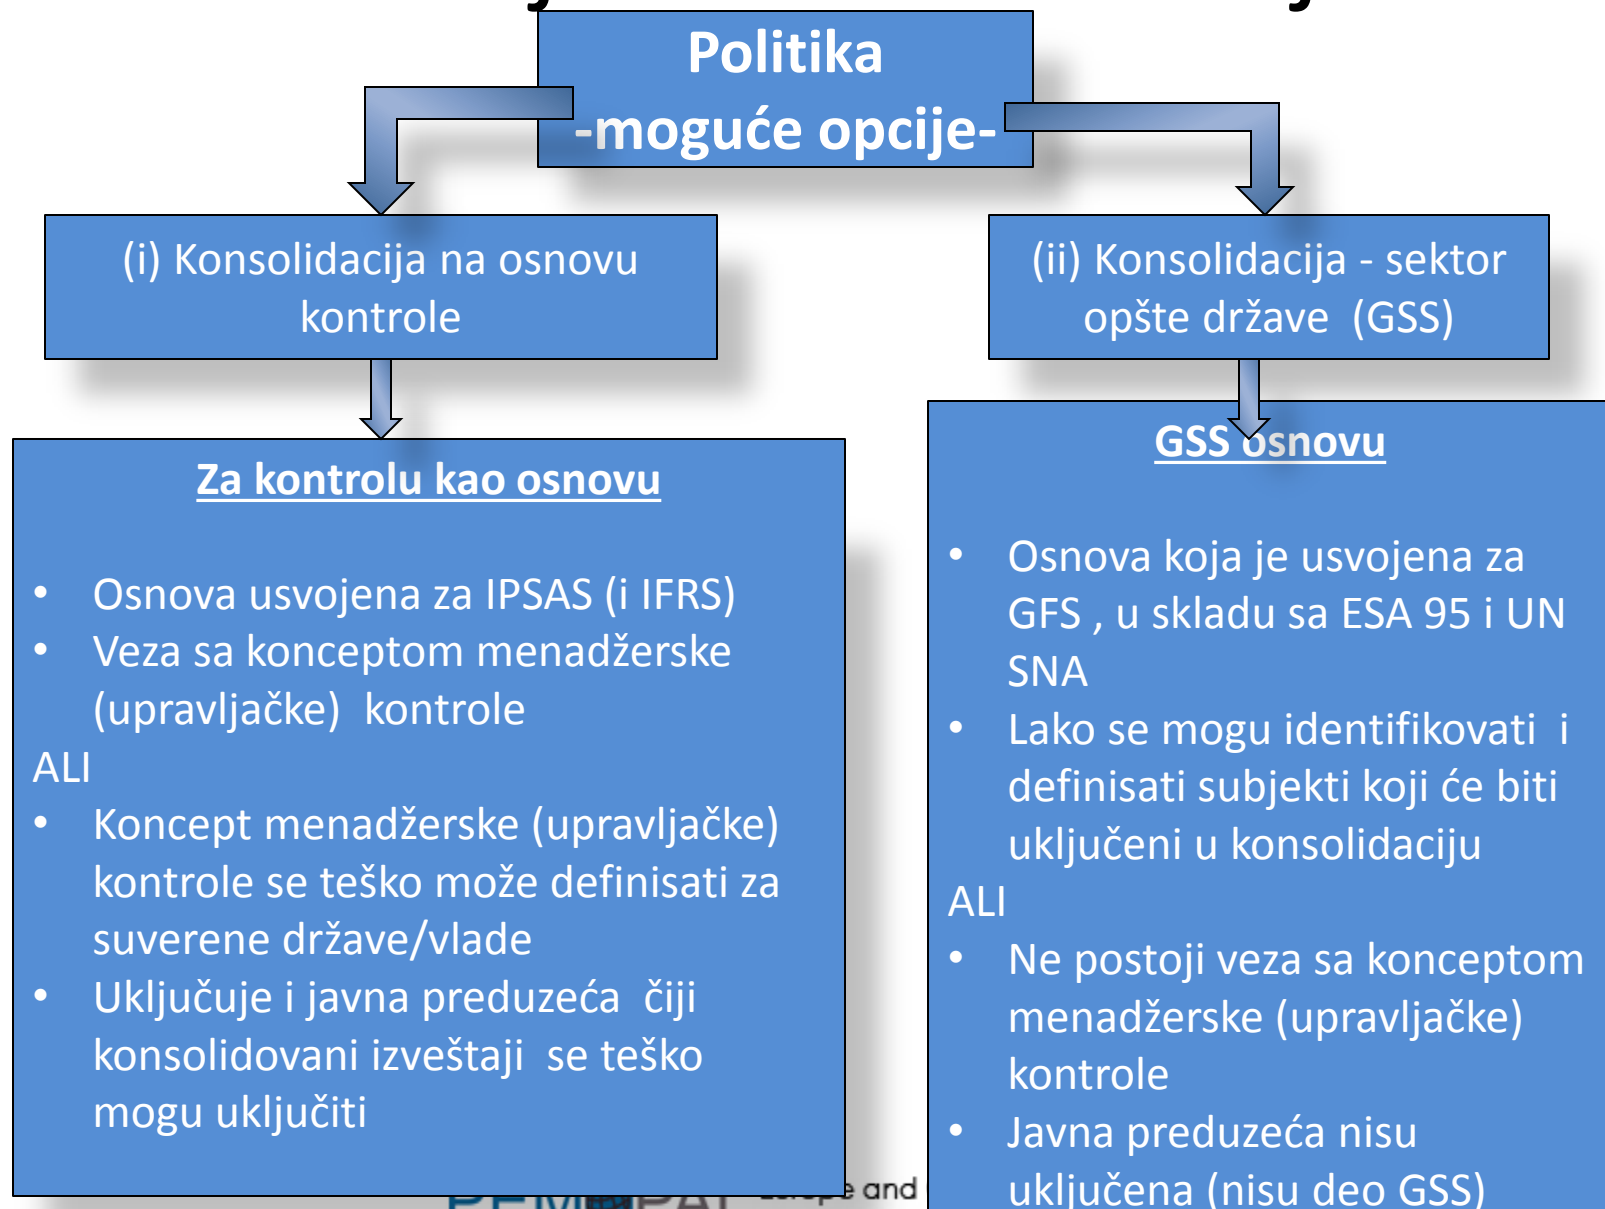 Politika
-moguće opcije-
(i) Konsolidacija na osnovu
kontrole
(ii) Konsolidacija - sektor
opšte države (GSS)
Za kontrolu kao osnovu
• Osnova usvojena za IPSAS (i IFRS)
• Veza sa konceptom menadžerske
(upravljačke) kontrole
ALI
• Koncept menadžerske (upravljačke)
kontrole se teško može definisati za
suverene države/vlade
• Uključuje i javna preduzeća čiji
konsolidovani izveštaji se teško
mogu uključiti
GSS osnovu
• Osnova koja je usvojena za
GFS , u skladu sa ESA 95 i UN
SNA
• Lako se mogu identifikovati i
definisati subjekti koji će biti
uključeni u konsolidaciju
ALI
• Ne postoji veza sa konceptom
menadžerske (upravljačke)
kontrole
• Javna preduzeća nisu
uključena (nisu deo GSS)
and